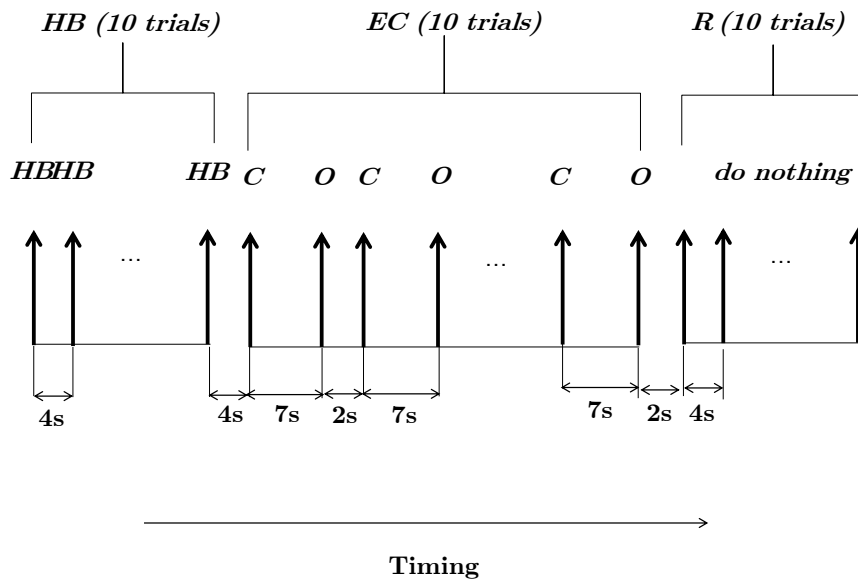 HB (10 trials) EC (10 trials) R (10 trials)
HBHB HB C O C O C O do nothing
... ... ...
4s 4s 7s 2s 7s 7s 2s 4s
Timing